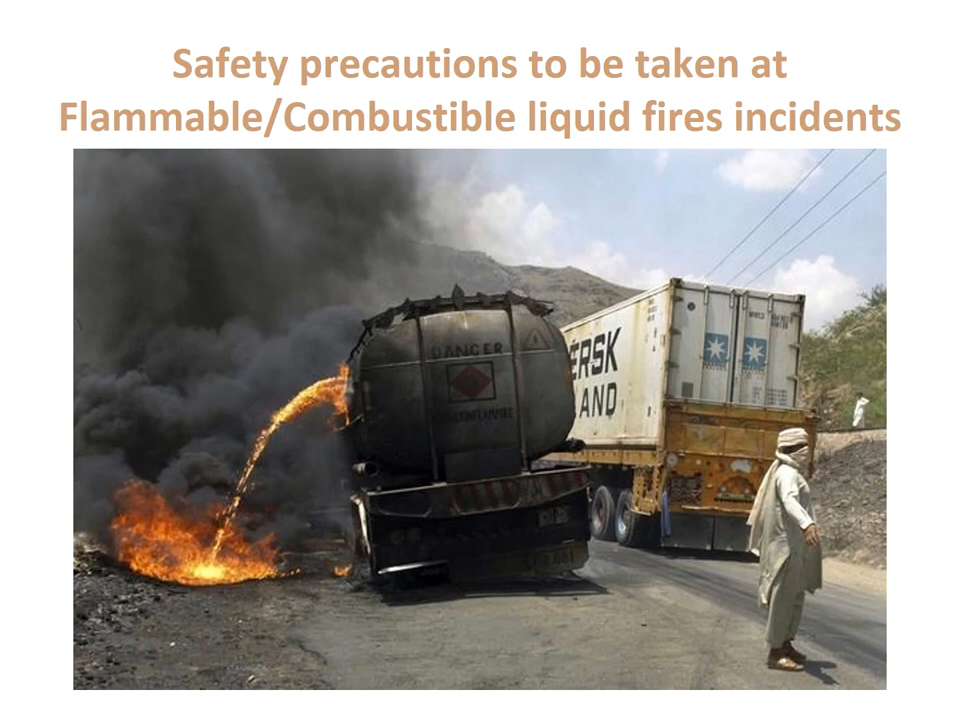 Safety precautions to be taken at
Flammable/Combustible liquid fires incidents
DANGER
ERSK
LAND